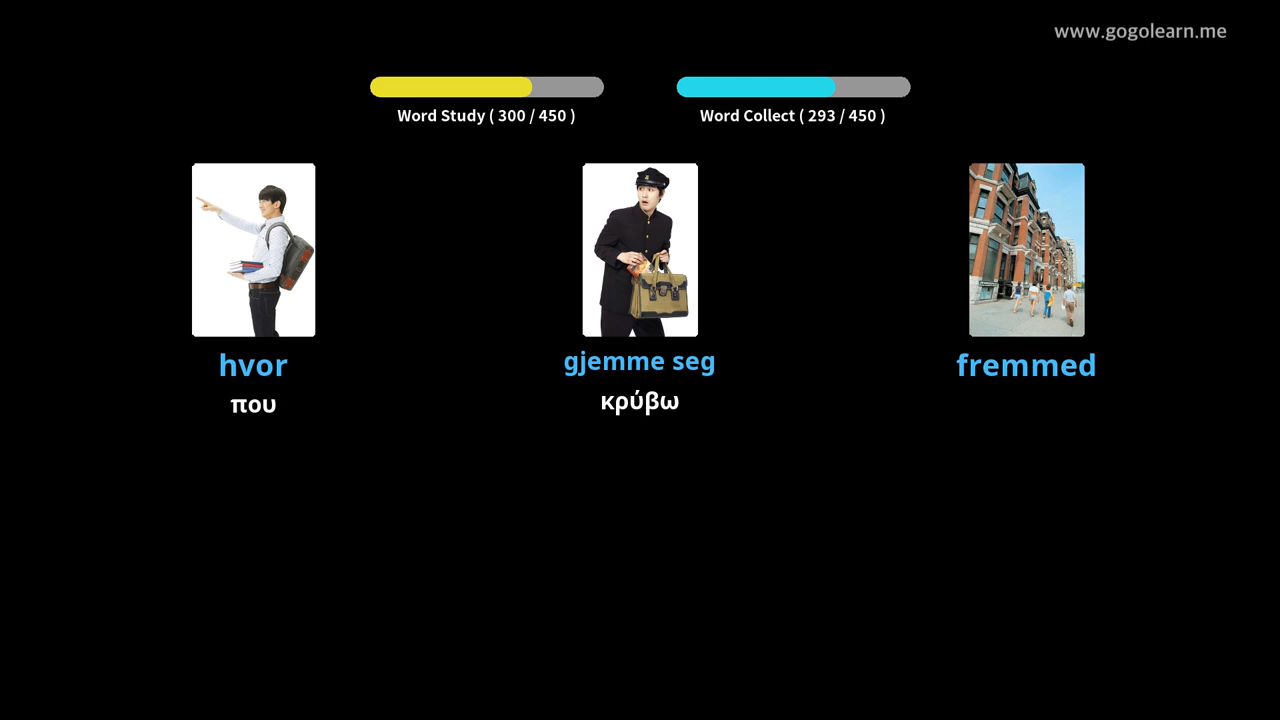 www.gogolearn.me
Word Study ( 300 / 450 )
Word Collect ( 293 / 450 )
hvor
που
gjemme seg
κρύβω
fremmed